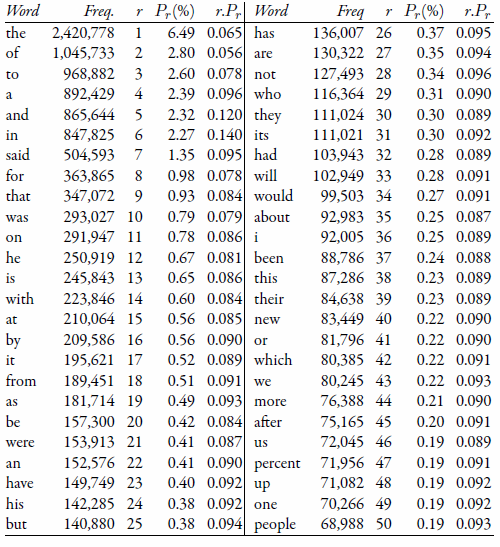 Word Freq. r Pr(%) r.Pr Word Freq r Pr(%) r.Pr
the 2,420,778 1 6.49 0.065 has 136,007 26 0.37 0.095
of 1,045,733 2 2.80 0.056 are 130,322 27 0.35 0.094
to 968,882 3 2.60 0.078 not 127,493 28 0.34 0.096
a 892,429 4 2.39 0.096 who 116,364 29 0.31 0.090
and 865,644 5 2.32 0.120 they 111,024 30 0.30 0.089
in 847,825 6 2.27 0.140 its 111,021 31 0.30 0.092
said 504,593 7 1.35 0.095 had 103,943 32 0.28 0.089
for 363,865 8 0.98 0.078 will 102,949 33 0.28 0.091
that 347,072 9 0.93 0.084 would 99,503 34 0.27 0.091
was 293,027 10 0.79 0.079 about 92,983 35 0.25 0.087
on 291,947 11 0.78 0.086 i 92,005 36 0.25 0.089
he 250,919 12 0.67 0.081 been 88,786 37 0.24 0.088
is 245,843 13 0.65 0.086 this 87,286 38 0.23 0.089
with 223,846 14 0.60 0.084 their 84,638 39 0.23 0.089
at 210,064 15 0.56 0.085 new 83,449 40 0.22 0.090
by 209,586 16 0.56 0.090 or 81,796 41 0.22 0.090
it 195,621 17 0.52 0.089 which 80,385 42 0.22 0.091
from 189,451 18 0.51 0.091 we 80,245 43 0.22 0.093
as 181,714 19 0.49 0.093 more 76,388 44 0.21 0.090
be 157,300 20 0.42 0.084 after 75,165 45 0.20 0.091
were 153,913 21 0.41 0.087 us 72,045 46 0.19 0.089
an 152,576 22 0.41 0.090 percent 71,956 47 0.19 0.091
have 149,749 23 0.40 0.092 up 71,082 48 0.19 0.092
his 142,285 24 0.38 0.092 one 70,266 49 0.19 0.092
but 140,880 25 0.38 0.094 people 68,988 50 0.19 0.093